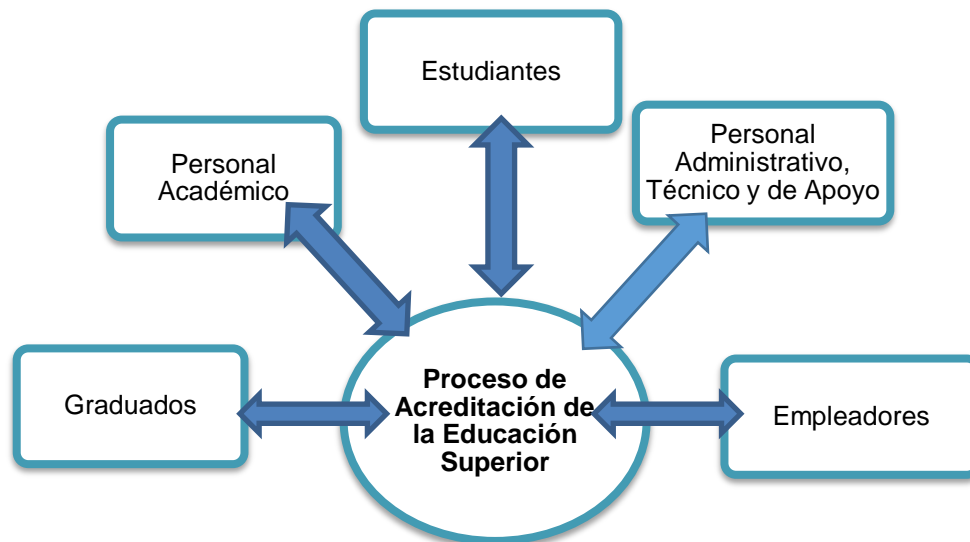 Estudiantes
Personal
Académico
Personal
Administrativo,
Técnico y de Apoyo
Graduados
Proceso de
Acreditación de
la Educación
Superior
Empleadores